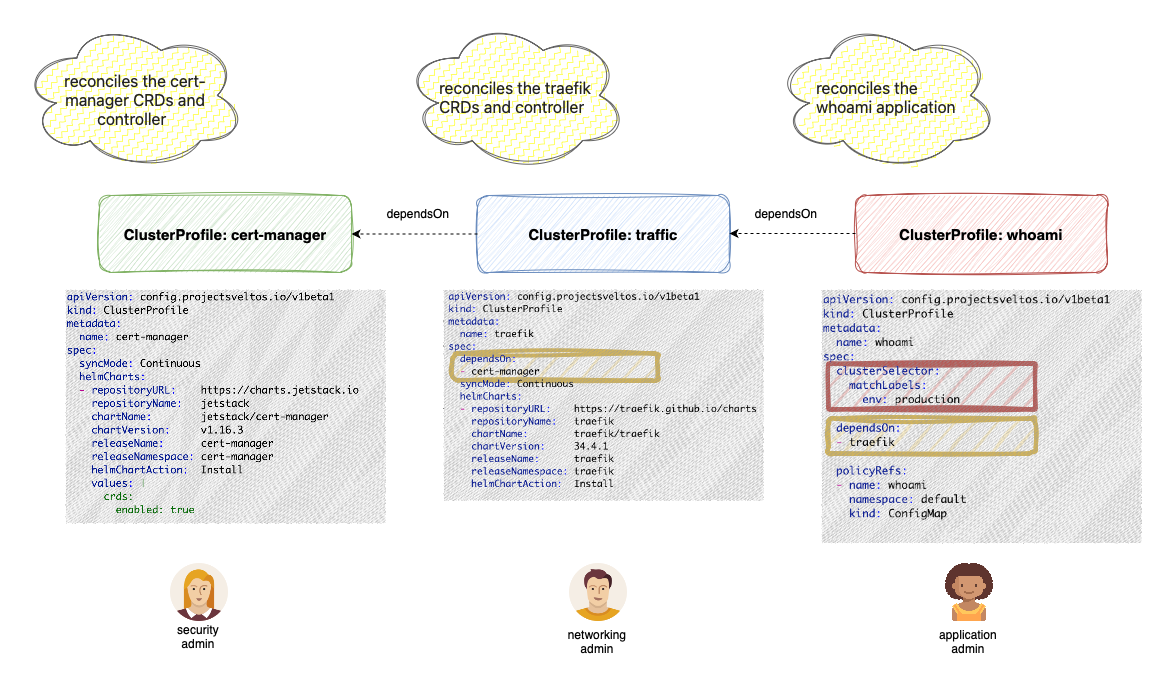 reconciles the cert-
manager CRDs and
controller
reconciles the traefik
CRDs and controller
reconciles the
whoami application
ClusterProfile: cert-manager
dependsOn
ClusterProfile: traffic
dependsOn
ClusterProfile: whoami
apiVersion: config.projectsveltos.io/v1beta1
kind: ClusterProfile
metadata:
  name: cert-manager
spec:
  syncMode: Continuous
  helmCharts:
  - repositoryURL:    https://charts.jetstack.io
    repositoryName:   jetstack
    chartName:        jetstack/cert-manager
    chartVersion:     v1.16.3
    releaseName:      cert-manager
    releaseNamespace: cert-manager
    helmChartAction:  Install
    values: |
      crds:
        enabled: true
apiVersion: config.projectsveltos.io/v1beta1
kind: ClusterProfile
metadata:
  name: traefik
spec:
  dependsOn:
  - cert-manager
  syncMode: Continuous
  helmCharts:
  - repositoryURL:    https://traefik.github.io/charts
    repositoryName:   traefik
    chartName:        traefik/traefik
    chartVersion:     34.4.1
    releaseName:      traefik
    releaseNamespace: traefik
    helmChartAction:  Install
apiVersion: config.projectsveltos.io/v1beta1
kind: ClusterProfile
metadata:
  name: whoami
spec:
  clusterSelector:
    matchLabels:
      env: production
  dependsOn:
  - traefik
  policyRefs:
  - name: whoami
    namespace: default
    kind: ConfigMap
security
admin
networking
admin
application
admin